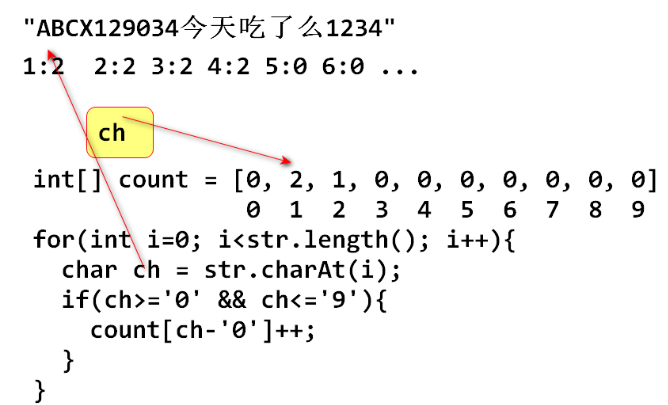 "ABCX129034今天吃了么1234"
1:2  2:2 3:2 4:2 5:0 6:0 ...
ch
int[] count = [0, 2, 1, 0, 0, 0, 0, 0, 0, 0]
0 1 2 3 4 5 6 7 8 9
for(int i=0; i<str.length(); i++){
  char ch = str.charAt(i);
  if(ch>='0' && ch<='9'){
    count[ch-'0']++;
  }
}